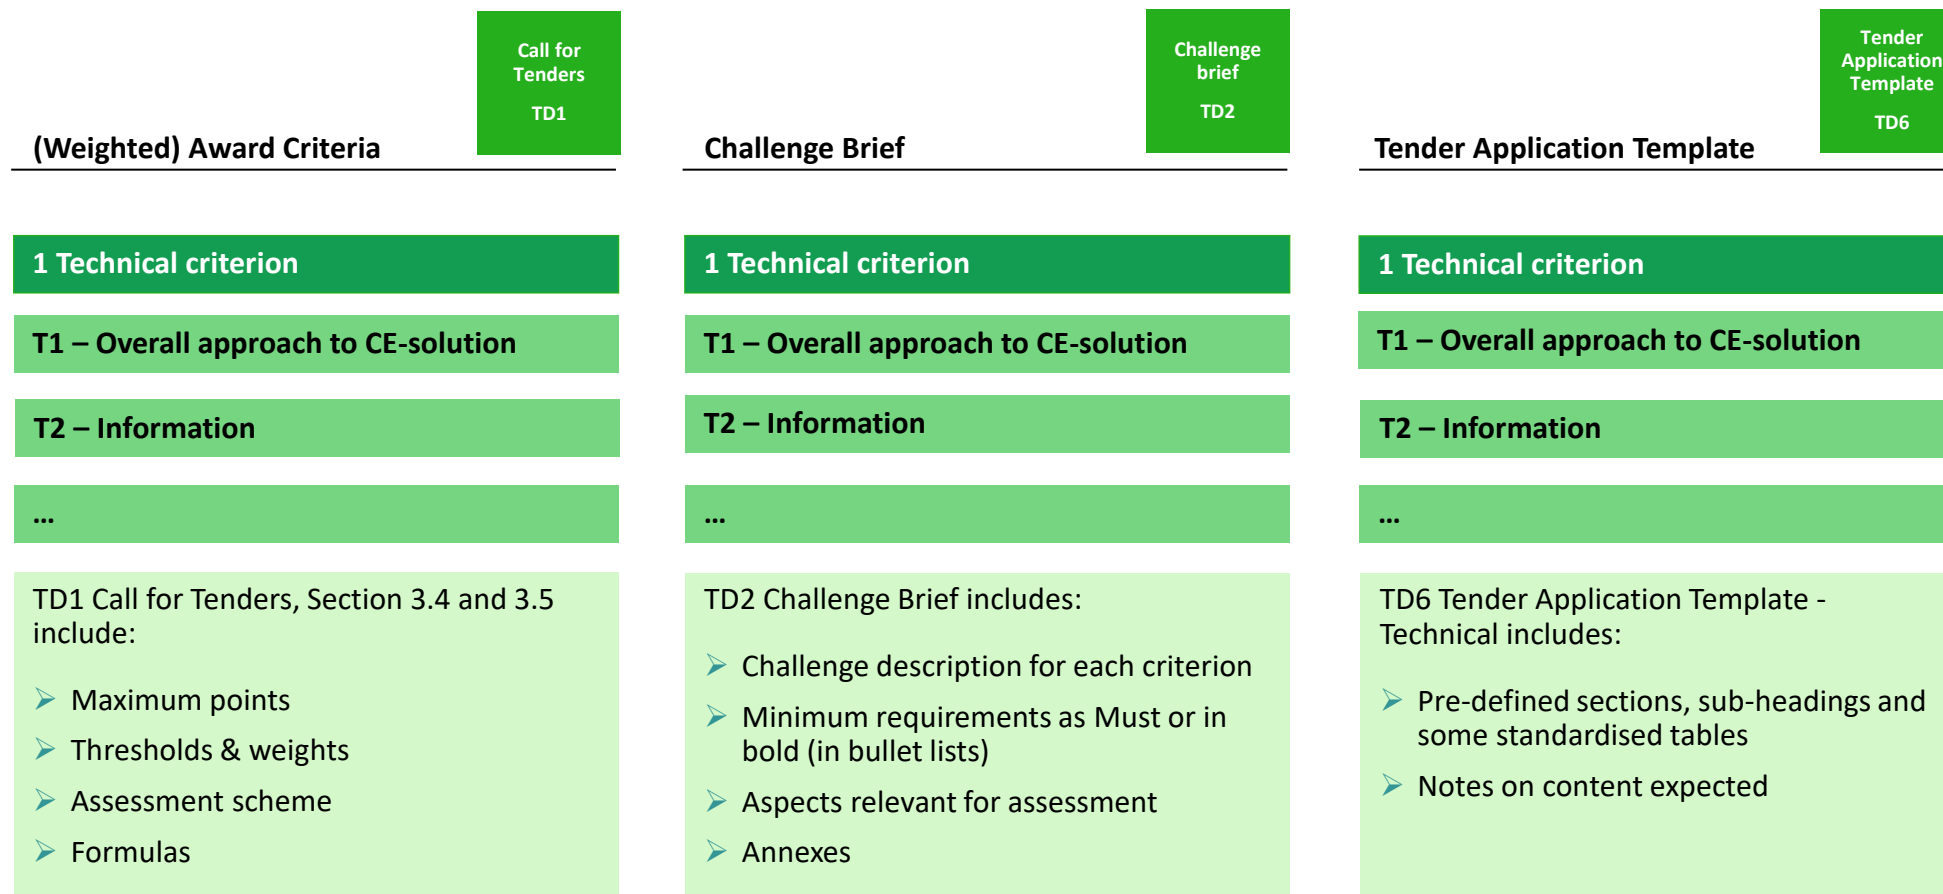 Call for
Tenders
TD1
(Weighted) Award Criteria
1 Technical criterion
T1 – Overall approach to CE-solution
T2 – Information
...
TD1 Call for Tenders, Section 3.4 and 3.5
include:
➢ Maximum points
➢ Thresholds & weights
➢ Assessment scheme
➢ Formulas
Challenge
brief
TD2
Challenge Brief
1 Technical criterion
T1 – Overall approach to CE-solution
T2 – Information
...
TD2 Challenge Brief includes:
➢ Challenge description for each criterion
➢ Minimum requirements as Must or in
bold (in bullet lists)
➢ Aspects relevant for assessment
➢ Annexes
Tender
Application
Template
TD6
Tender Application Template
1 Technical criterion
T1 – Overall approach to CE-solution
T2 – Information
...
TD6 Tender Application Template -
Technical includes:
➢ Pre-defined sections, sub-headings and
some standardised tables
➢ Notes on content expected